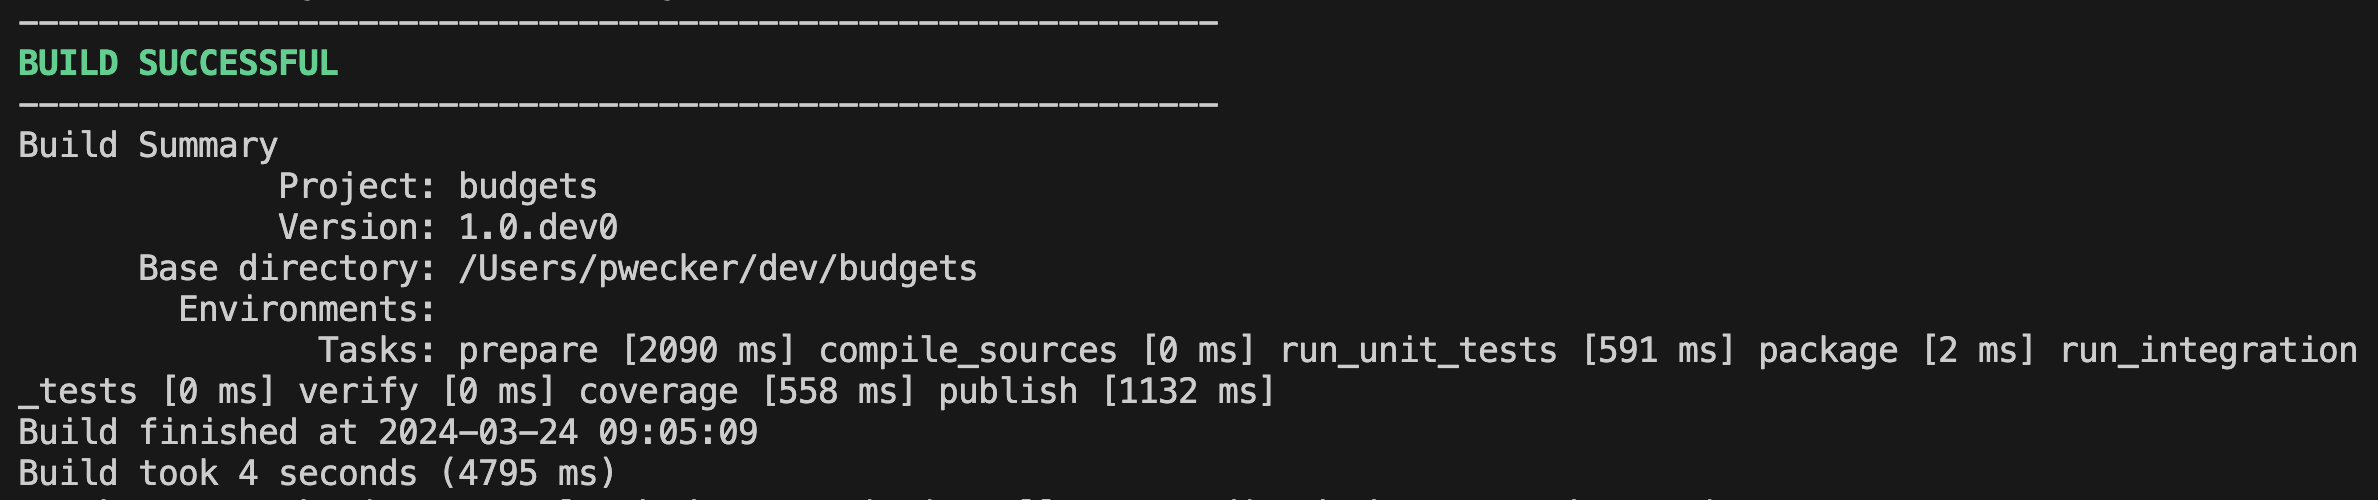 ------------------------------------------------------------
BUILD SUCCESSFUL
------------------------------------------------------------
Build Summary
             Project: budgets
             Version: 1.0.dev0
      Base directory: /Users/pwecker/dev/budgets
        Environments:
               Tasks: prepare [2090 ms] compile_sources [0 ms] run_unit_tests [591 ms] package [2 ms] run_integration
_tests [0 ms] verify [0 ms] coverage [558 ms] publish [1132 ms]
Build finished at 2024-03-24 09:05:09
Build took 4 seconds (4795 ms)